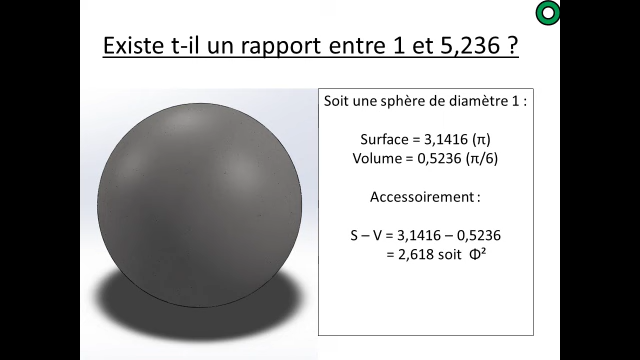 Existe t-il un rapport entre 1 et 5,236 ?
Soit une sphère de diamètre 1 :
Surface = 3,1416 (π)
Volume = 0,5236 (π/6)
Accessoirement :
S – V = 3,1416 – 0,5236
= 2,618 soit Φ²